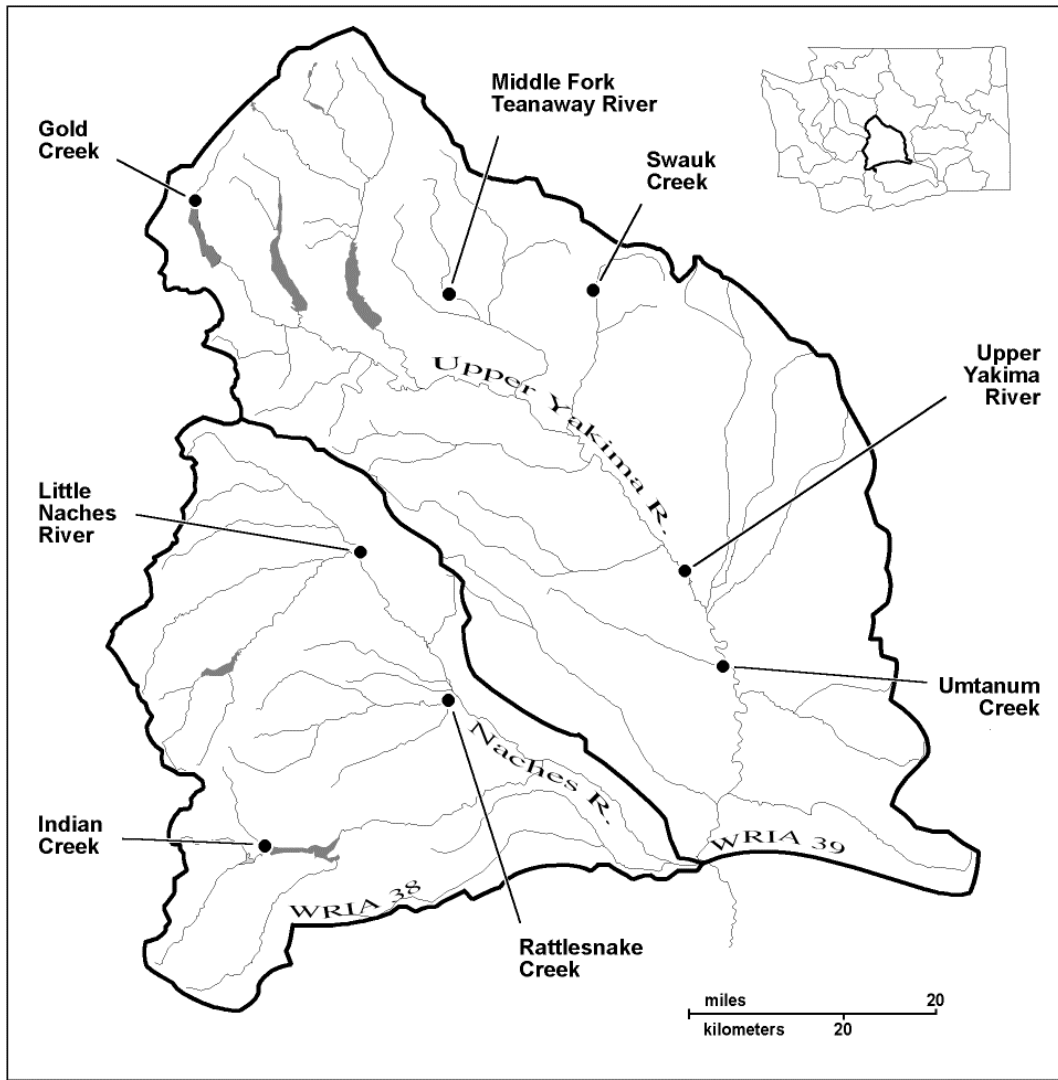 Middle Fork
Teanaway River
Gold
Creek
Swauk
Creek
Upper
Yakima
River
Upper Yakima R.
Little
Naches
River
Umtanum
Creek
Naches R.
Indian
Creek
WRIA 39
WRIA 38
Rattlesnake
Creek
miles 20
kilometers 20